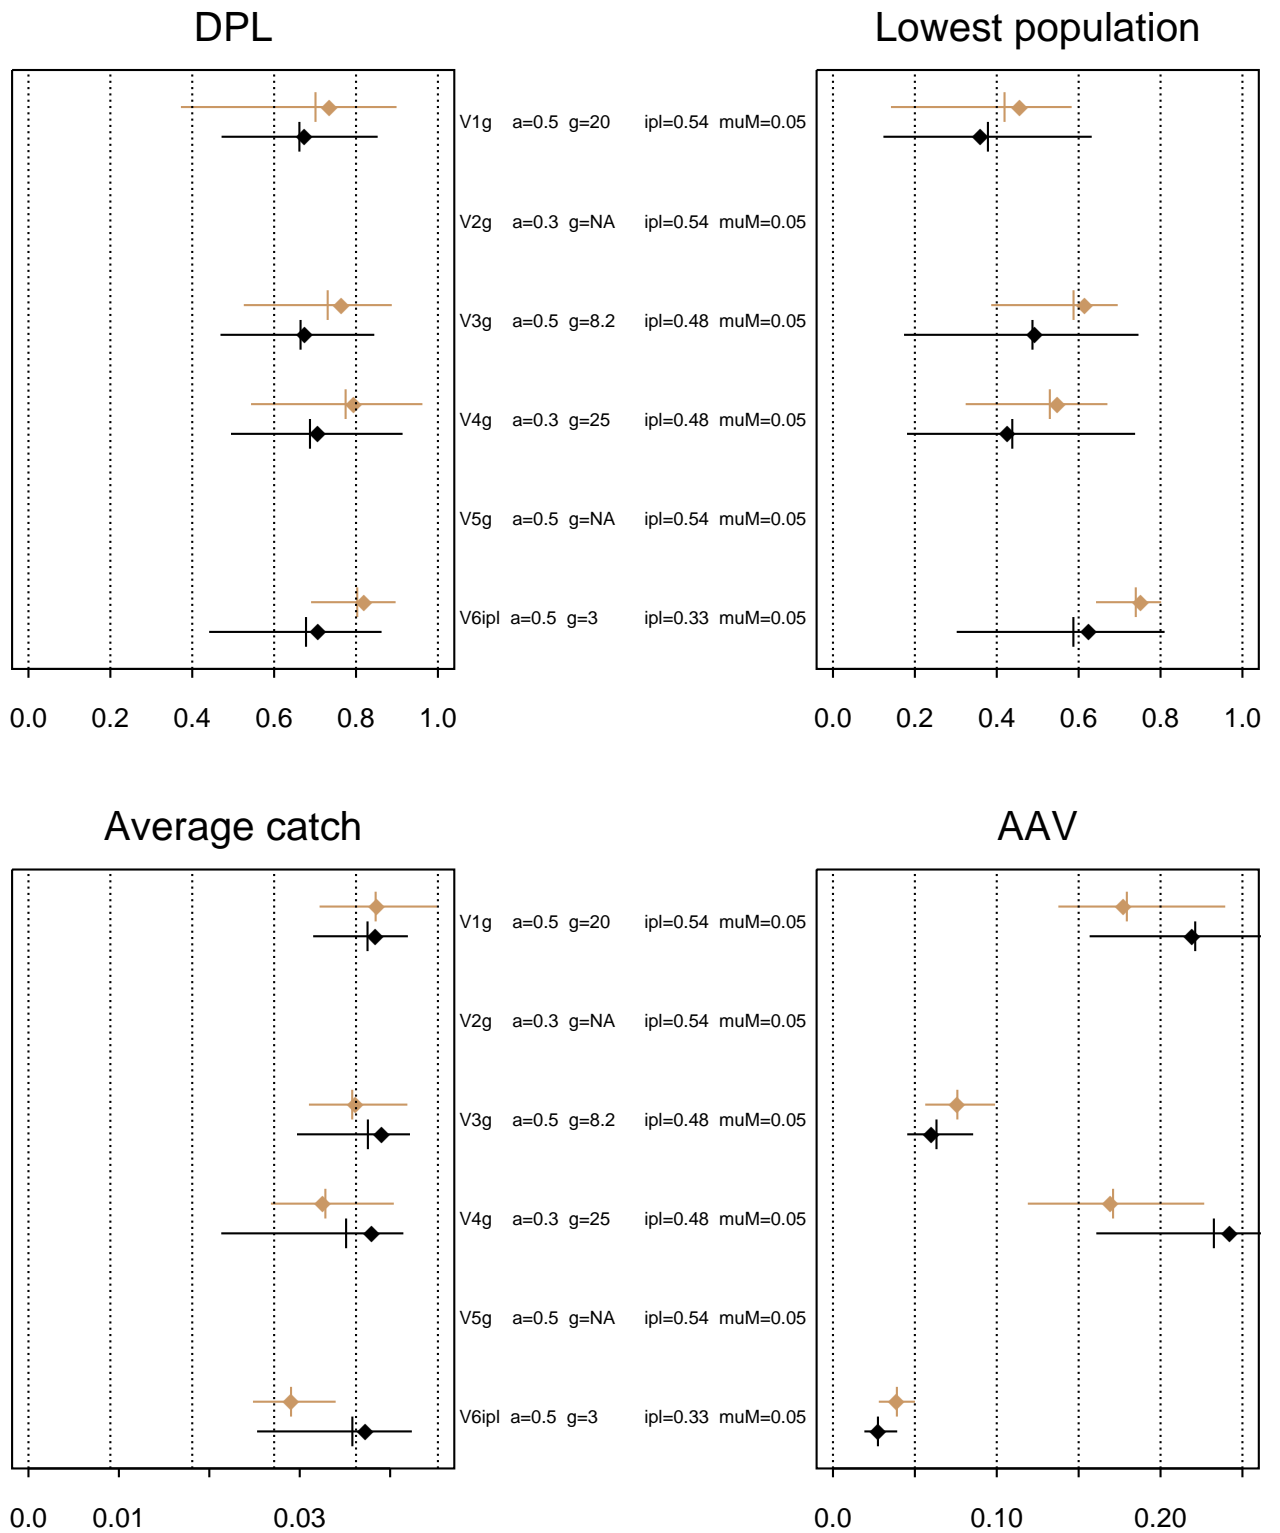 DPL
Lowest population
V1g a=0.5 g=20 ipl=0.54 muM=0.05
V2g a=0.3 g=NA ipl=0.54 muM=0.05
V3g a=0.5 g=8.2 ipl=0.48 muM=0.05
V4g a=0.3 g=25 ipl=0.48 muM=0.05
V5g a=0.5 g=NA ipl=0.54 muM=0.05
V6ipl a=0.5 g=3 ipl=0.33 muM=0.05
0.0 0.2 0.4 0.6 0.8 1.0
0.0 0.2 0.4 0.6 0.8 1.0
Average catch
AAV
V1g a=0.5 g=20 ipl=0.54 muM=0.05
V2g a=0.3 g=NA ipl=0.54 muM=0.05
V3g a=0.5 g=8.2 ipl=0.48 muM=0.05
V4g a=0.3 g=25 ipl=0.48 muM=0.05
V5g a=0.5 g=NA ipl=0.54 muM=0.05
V6ipl a=0.5 g=3 ipl=0.33 muM=0.05
0.0 0.01 0.03
0.0 0.10 0.20